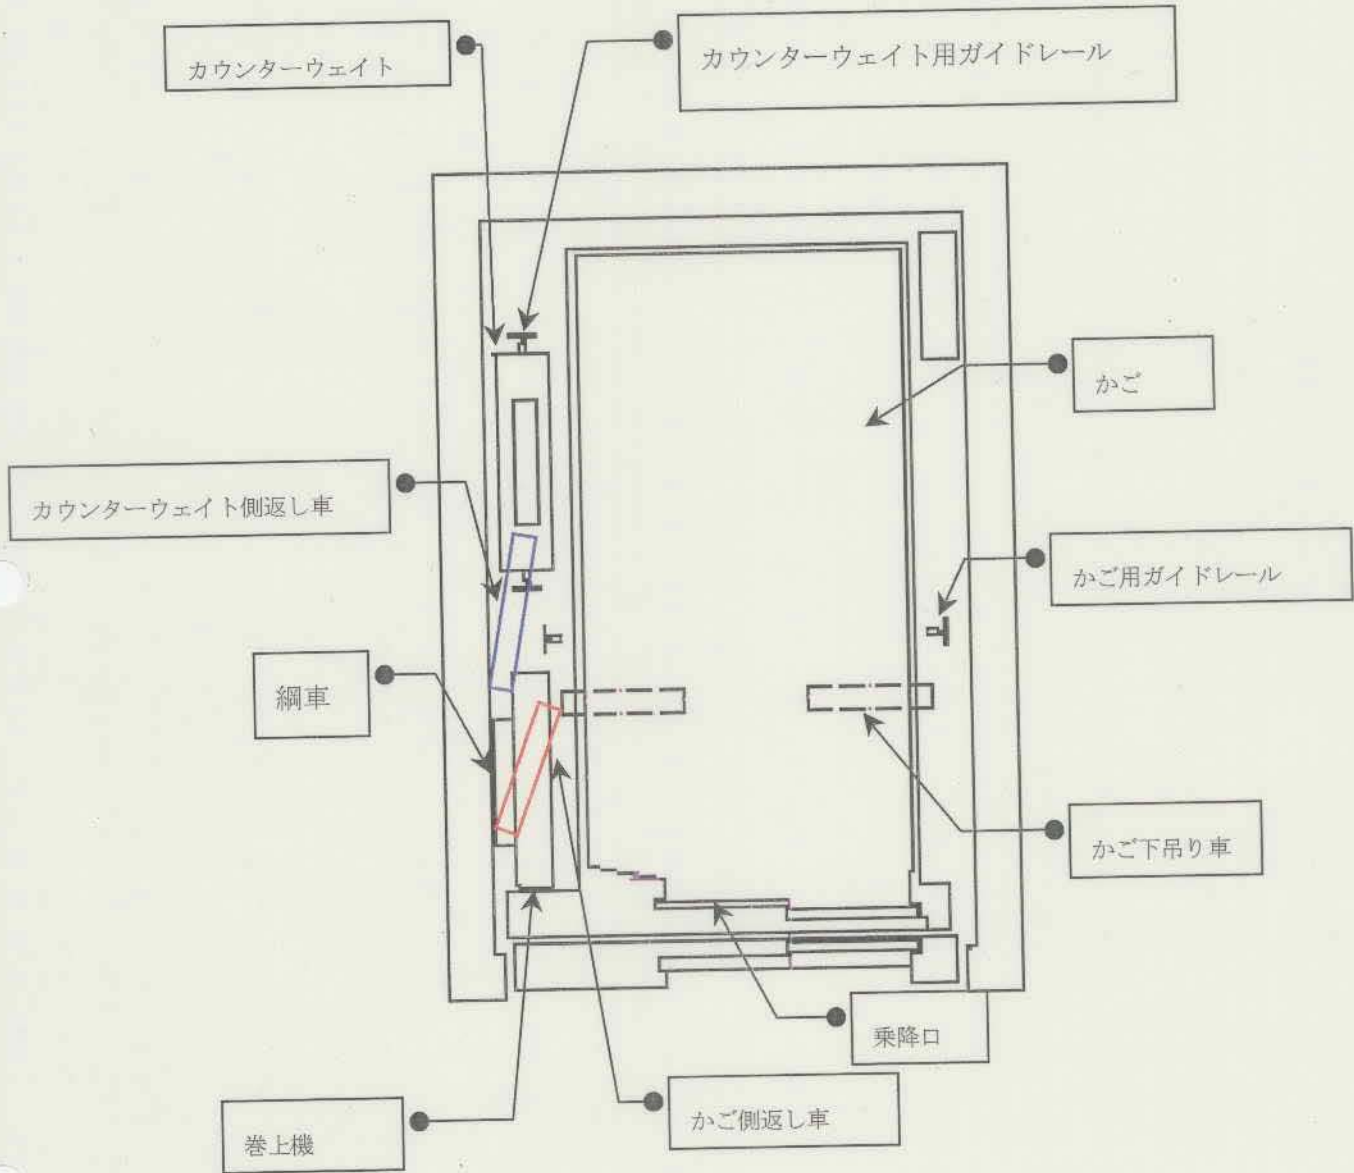 カウンターウェイト
カウンターウェイト用ガイドレール
かご
カウンターウェイト側返し車
かご用ガイドレール
綱車
かご下吊り車
乗降口
かご側返し車
巻上機